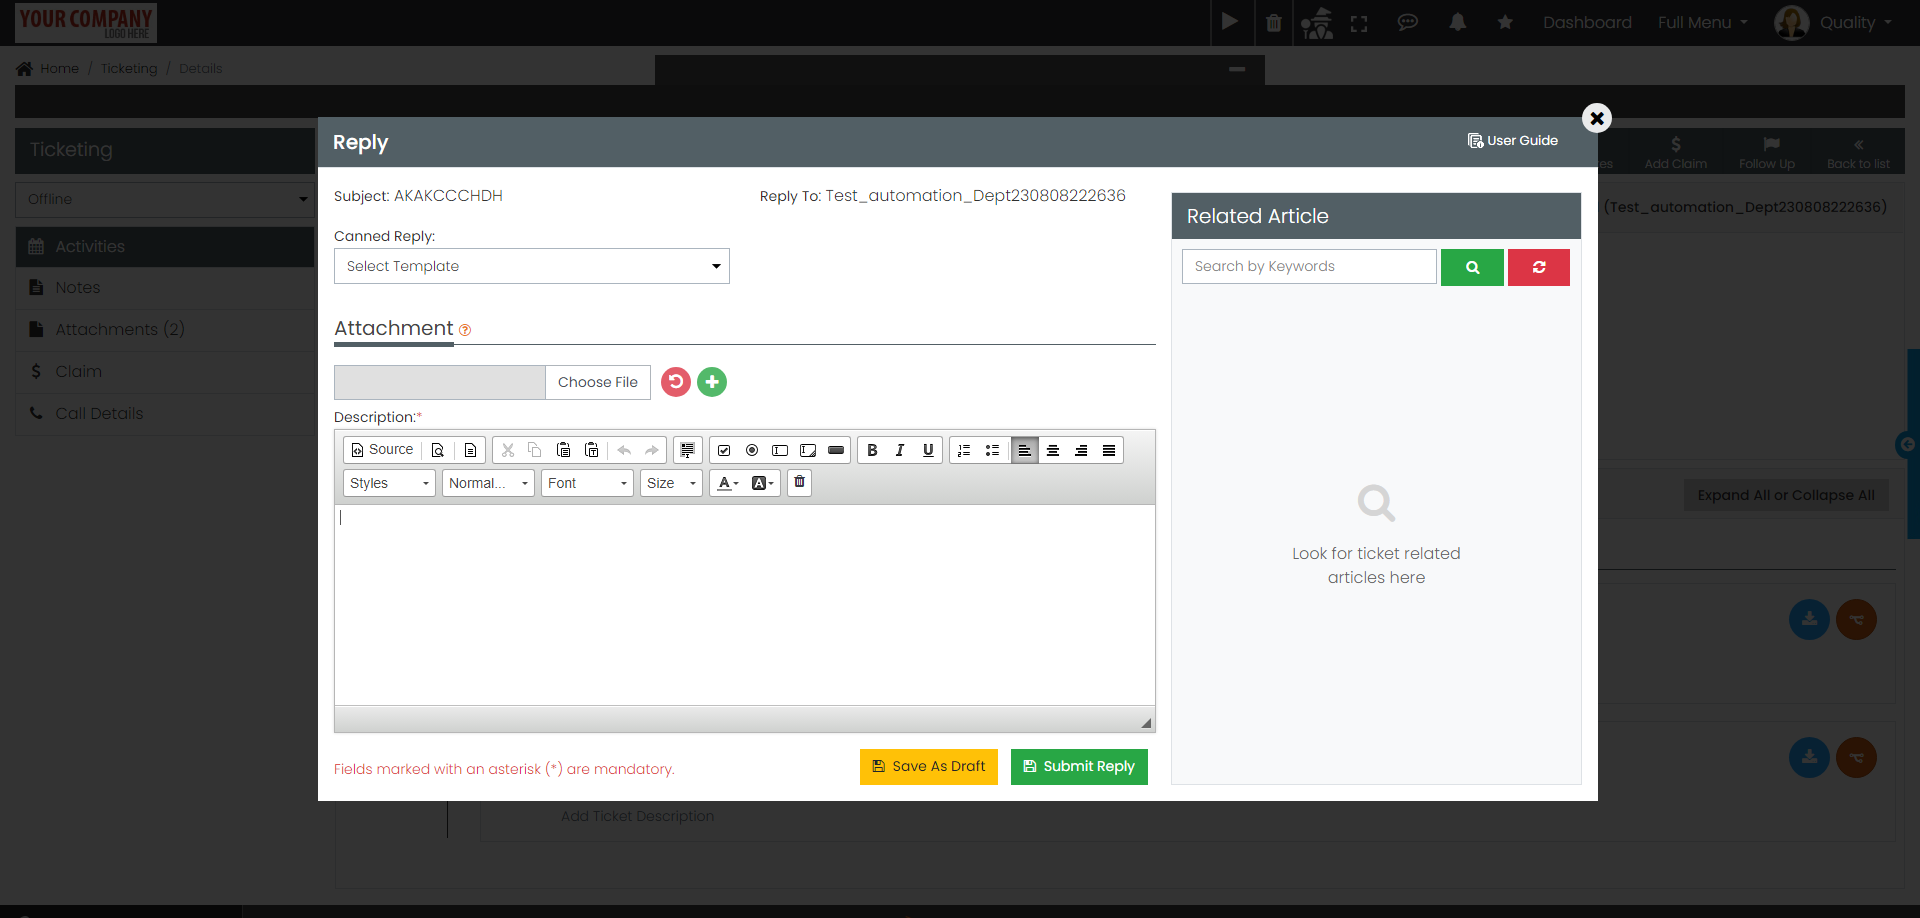 YOUR COMPANY
LOGO HERE
Dashboard
Full Menu
Quality
Home / Ticketing / Details
Ticketing
Offline
Activities
Notes
Attachments (2)
Claim
Call Details
Add Claim
Follow Up
Back to list
(Test_automation_Dept230808222636)
Expand All or Collapse All
Reply
User Guide
Subject: AKAKCCCHDH
Reply To: Test_automation_Dept230808222636
Canned Reply:
Select Template
Attachment
Choose File
Description:*
Source
B I U
Styles
Normal...
Font
Size
A
A
Fields marked with an asterisk (*) are mandatory.
Save As Draft
Submit Reply
Related Article
Search by Keywords
Look for ticket related
articles here
Add Ticket Description